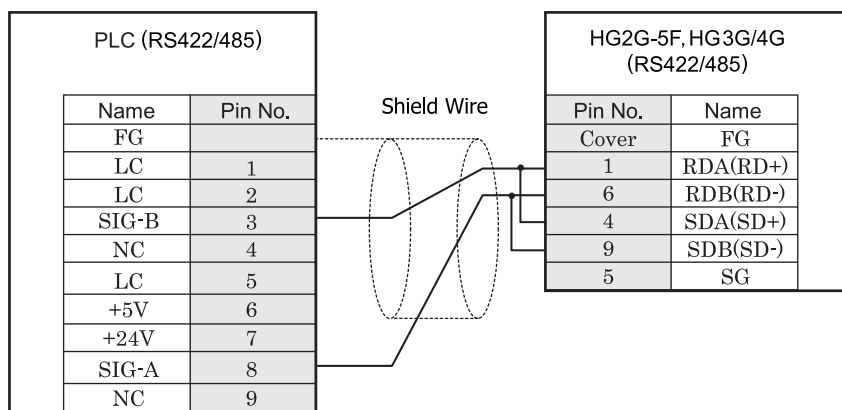 PLC (RS422/485)
Name Pin No.
FG
LC 1
LC 2
SIG-B 3
NC 4
LC 5
+5V 6
+24V 7
SIG-A 8
NC 9
Shield Wire
HG2G-5F, HG3G/4G
(RS422/485)
Pin No. Name
Cover FG
1 RDA(RD+)
6 RDB(RD-)
4 SDA(SD+)
9 SDB(SD-)
5 SG